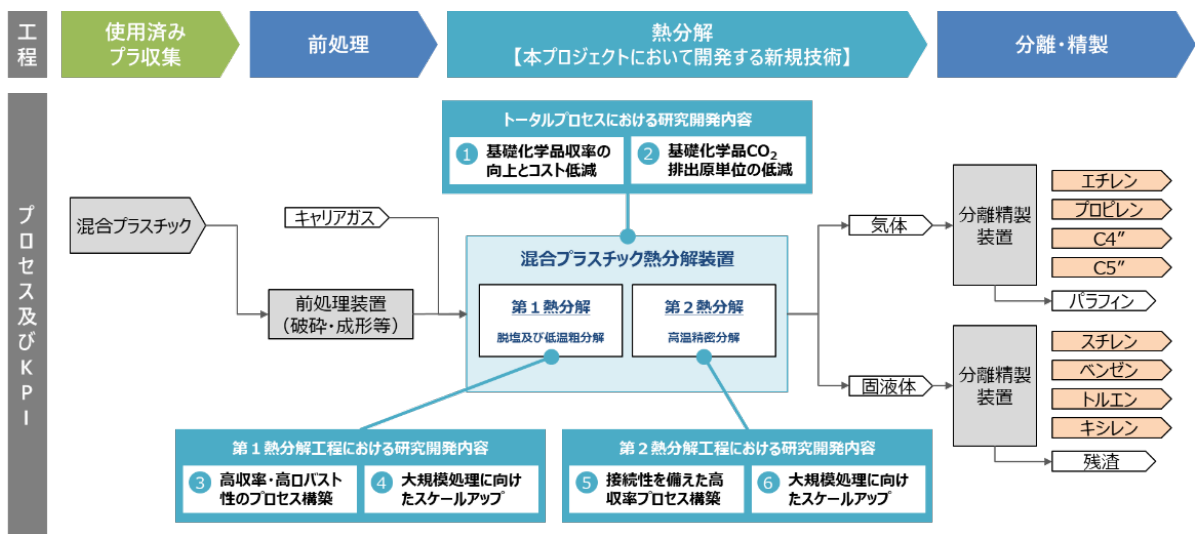 工程
使用済み
プラ収集
前処理
熱分解
【本プロジェクトにおいて開発する新規技術】
分離・精製
プロセス及びKPI
トータルプロセスにおける研究開発内容
1 基礎化学品収率の
向上とコスト低減
2 基礎化学品CO₂
排出原単位の低減
混合プラスチック
キャリアガス
前処理装置
（破砕・成形等）
混合プラスチック熱分解装置
第１熱分解
脱塩及び低温粗分解
第２熱分解
高温精密分解
気体
固液体
分離精製
装置
エチレン
プロピレン
C4”
C5”
パラフィン
分離精製
装置
スチレン
ベンゼン
トルエン
キシレン
残渣
第１熱分解工程における研究開発内容
3 高収率・高ロバスト
性のプロセス構築
4 大規模処理に向け
たスケールアップ
第２熱分解工程における研究開発内容
5 接続性を備えた高
収率プロセス構築
6 大規模処理に向け
たスケールアップ